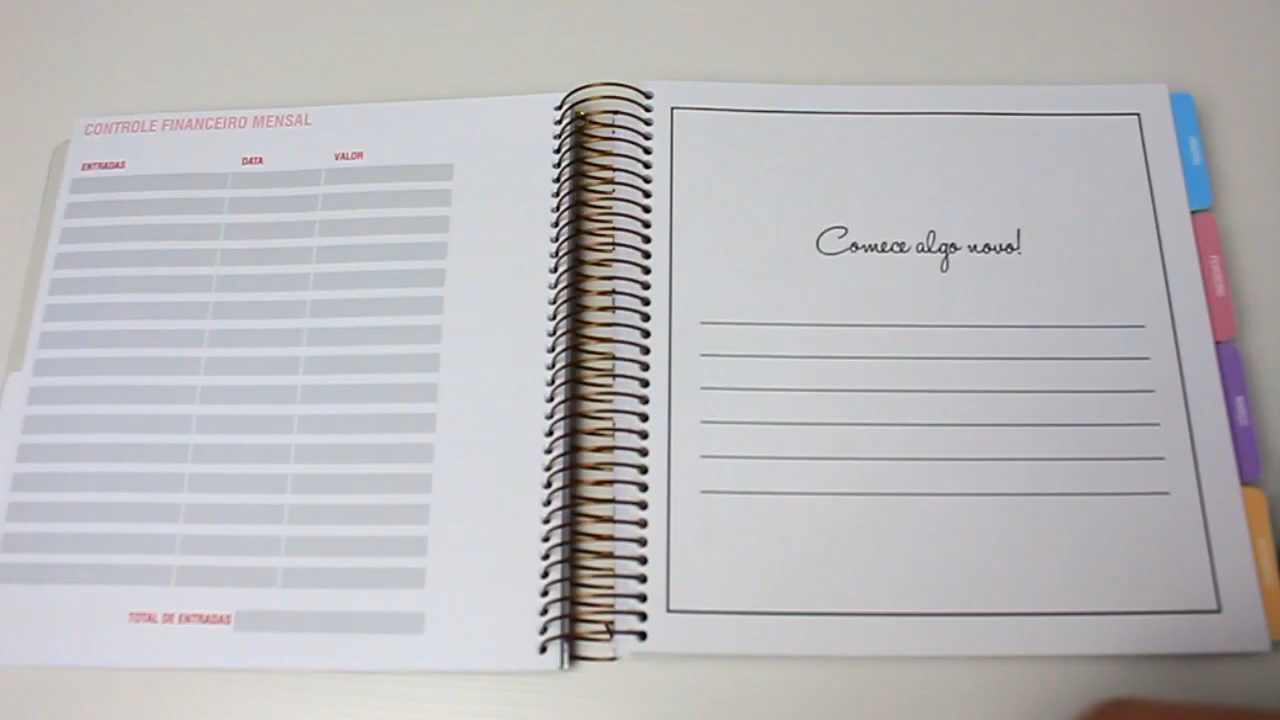 CONTROLE FINANCEIRO MENSAL
ENTRADAS DATA VALOR
TOTAL DE ENTRADAS
Comece algo novo!